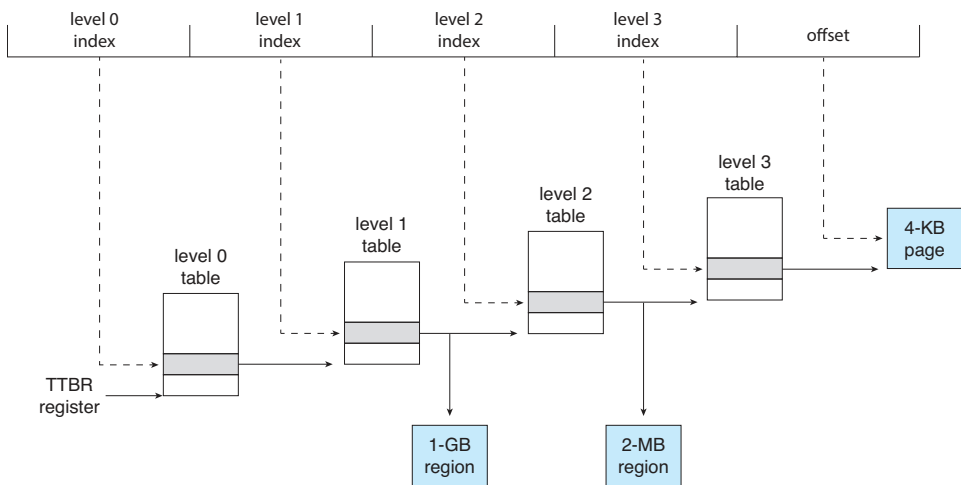 level 0
index
level 1
index
level 2
index
level 3
index
offset
level 3
table
level 2
table
4-KB
page
level 1
table
level 0
table
TTBR
register
1-GB
region
2-MB
region